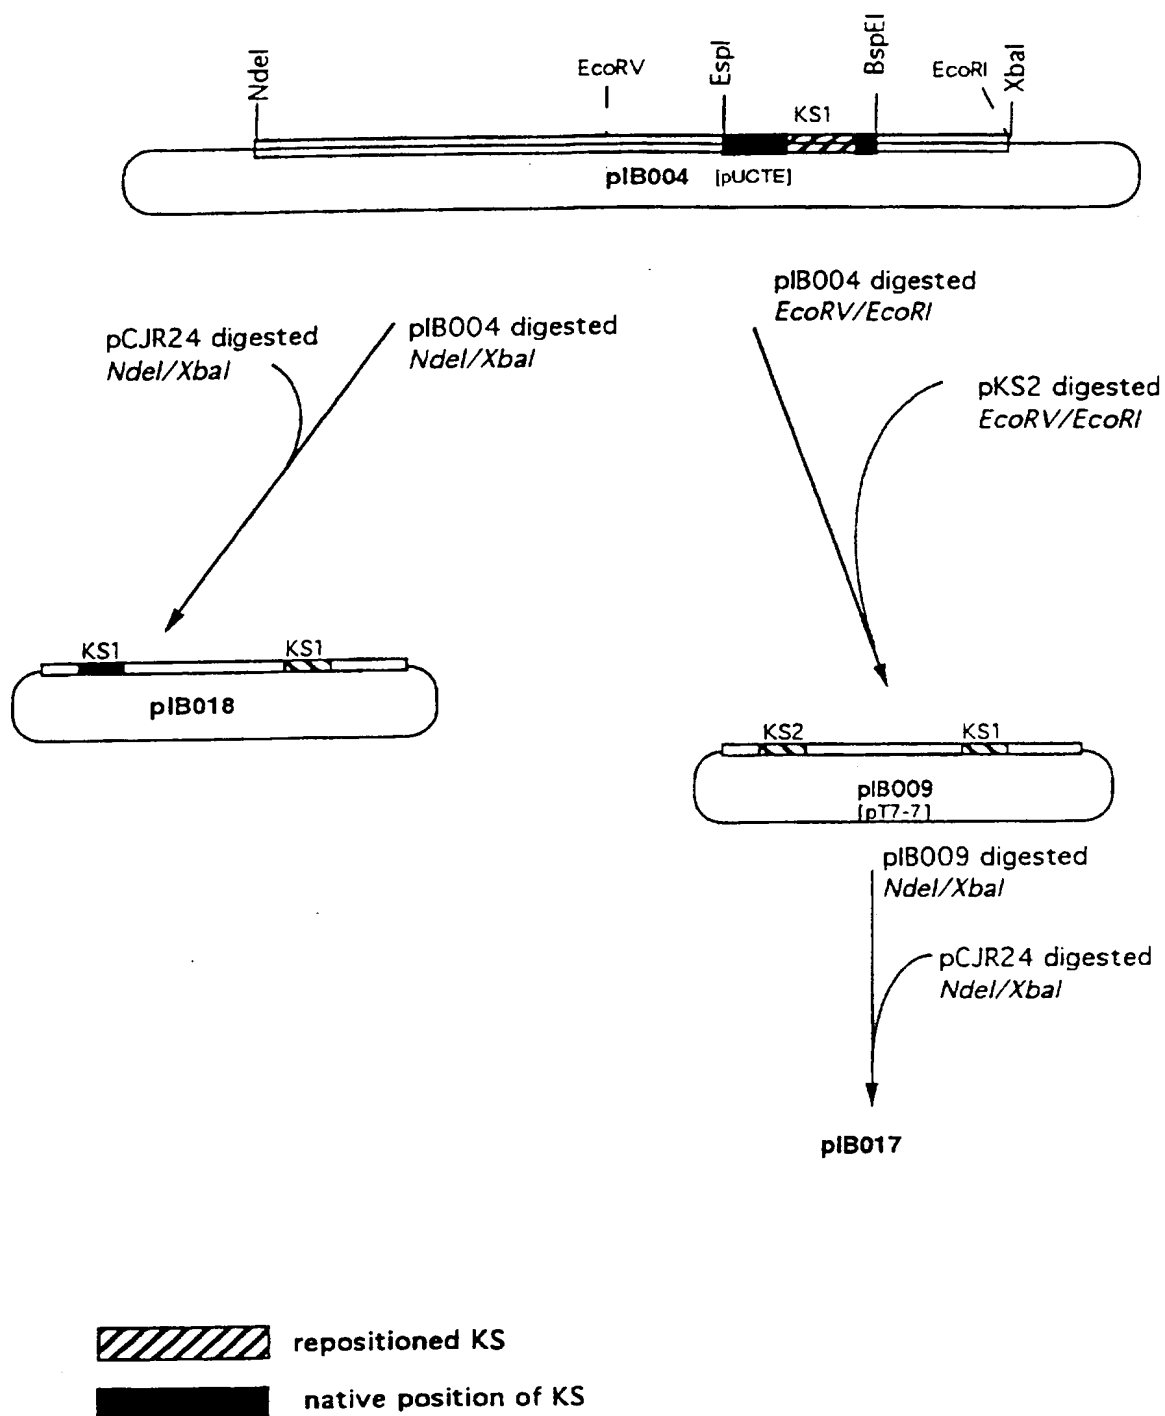 NdeI
EcoRV
EspI
KS1
BspEI
EcoRI
XbaI
pIB004 [pUCTE]
pCJR24 digested
NdeI/XbaI
pIB004 digested
NdeI/XbaI
pIB004 digested
EcoRV/EcoRI
pKS2 digested
EcoRV/EcoRI
KS1 KS1
pIB018
KS2 KS1
pIB009
[pT7-7]
pIB009 digested
NdeI/XbaI
pCJR24 digested
NdeI/XbaI
pIB017
repositioned KS
native position of KS